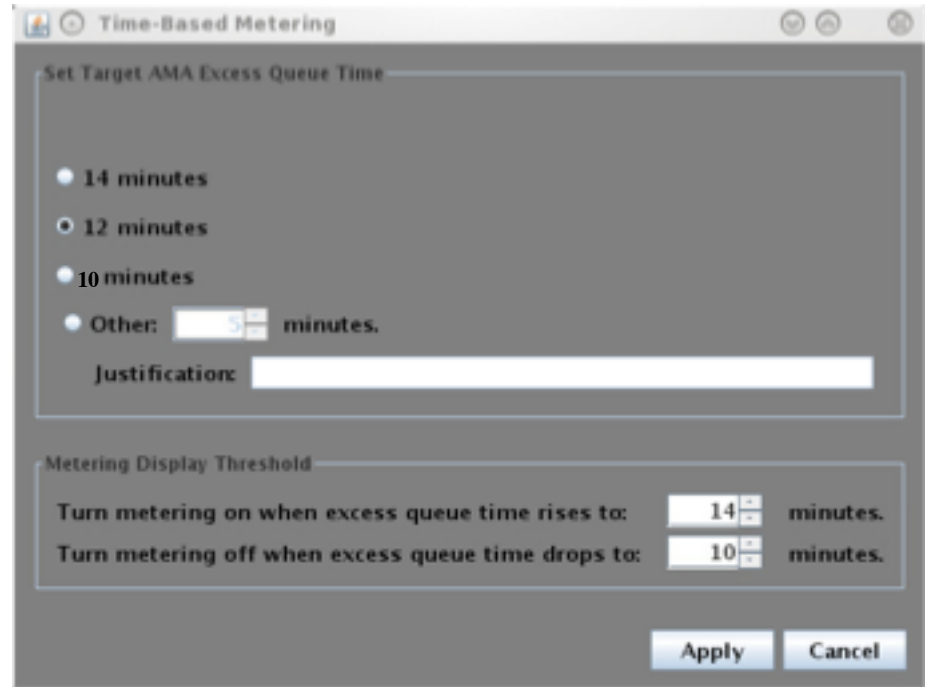 Time-Based Metering
Set Target AMA Excess Queue Time
14 minutes
12 minutes
10 minutes
Other: 5 minutes.
Justification:
Metering Display Threshold
Turn metering on when excess queue time rises to: 14 minutes.
Turn metering off when excess queue time drops to: 10 minutes.
Apply Cancel